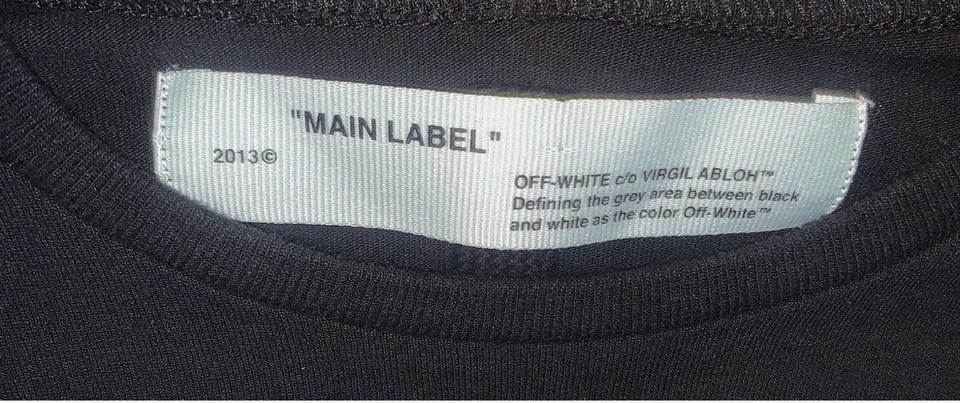 "MAIN LABEL"
2013©
OFF-WHITE c/o VIRGIL ABLOH™
Defining the grey area between black
and white as the color Off-White™